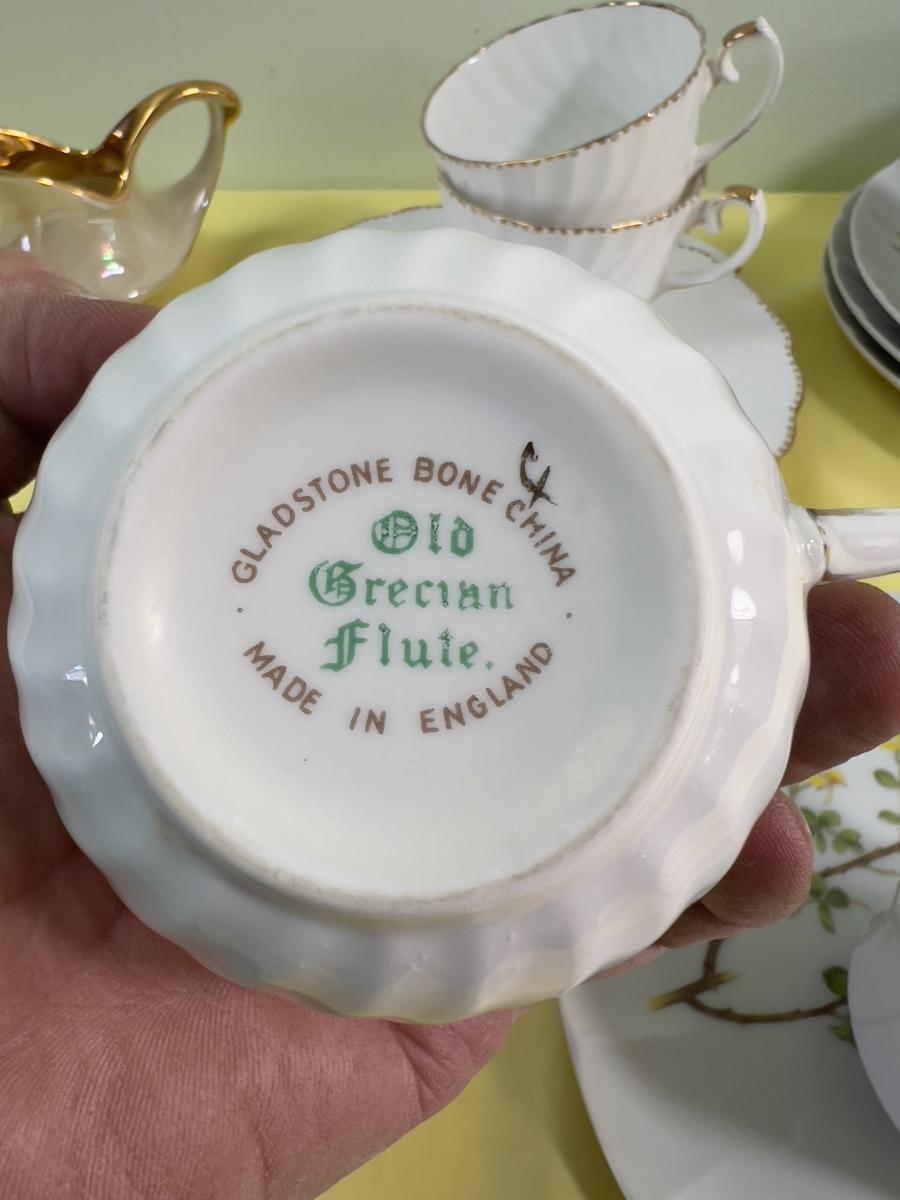 GLADSTONE BONE CHINA
Old
Grecian
Flute.
MADE IN ENGLAND